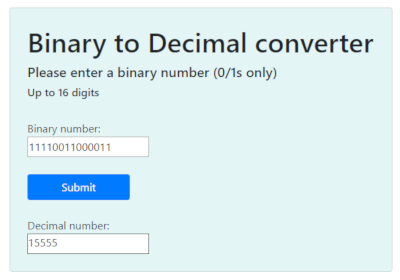 Binary to Decimal converter
Please enter a binary number (0/1s only)
Up to 16 digits
Binary number:
11110011000011
Submit
Decimal number:
15555